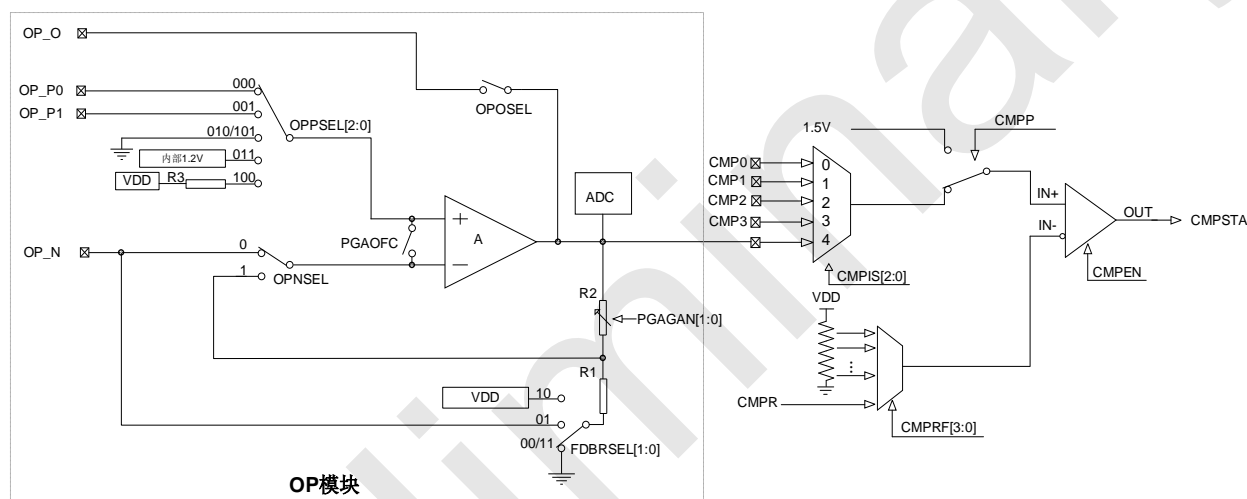 OP_O
OP_P0
OP_P1
000
001
010/101
011
100
OPPSEL[2:0]
内部1.2V
VDD
R3
OPOSEL
ADC
PGAOFC
+
A
−
OP_N
0
1
OPNSEL
R2
PGAGAN[1:0]
R1
VDD
10
01
00/11
FDBRSEL[1:0]
OP模块
1.5V
CMPP
CMP0
CMP1
CMP2
CMP3
0
1
2
3
4
CMPIS[2:0]
IN+
IN-
OUT
CMPSTA
CMPEN
VDD
...
CMPR
CMPRF[3:0]